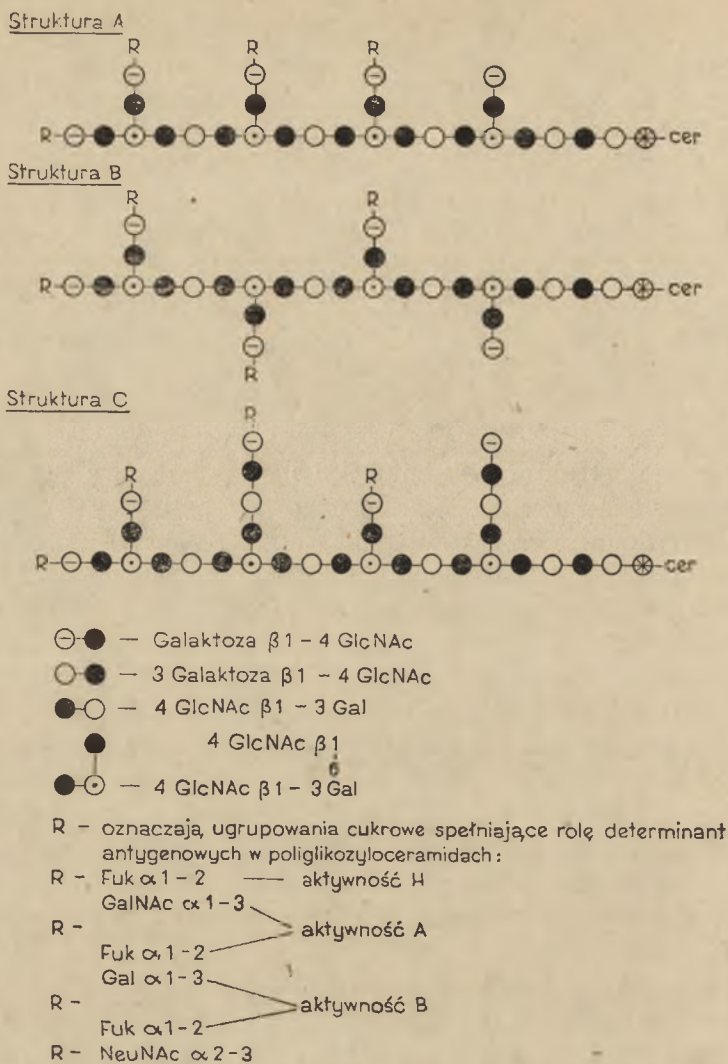 Struktura A
R R R
R cer
Struktura B
R R
R cer
R
Struktura C
R
R R
R cer
— Galaktoza β1 – 4 GlcNAc
— 3 Galaktoza β1 – 4 GlcNAc
— 4 GlcNAc β1 – 3 Gal
4 GlcNAc β1
6
— 4 GlcNAc β1 – 3 Gal
R – oznaczają ugrupowania cukrowe spełniające rolę determinant
antygenowych w poliglikozyloceramidach:
R – Fuk α1 – 2 — aktywność H
GalNAc α1–3
R – aktywność A
Fuk α1–2
Gal α1–3
R – aktywność B
Fuk α1–2
R – NeuNAc α2–3